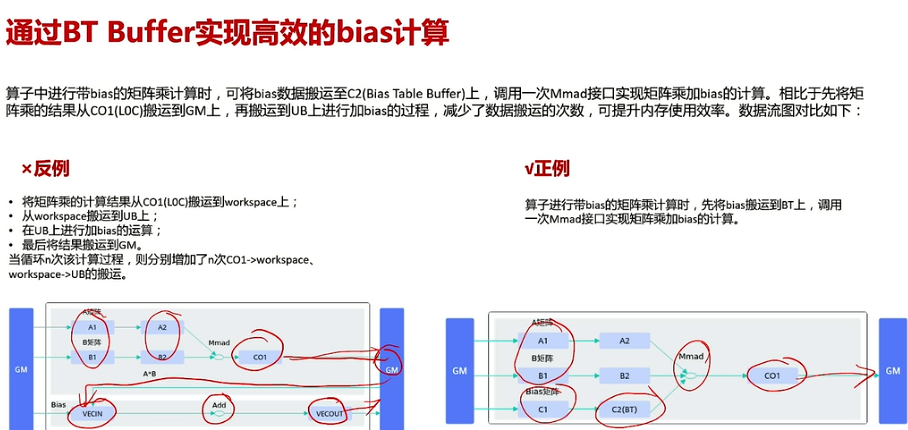 通过BT Buffer实现高效的bias计算
算子中进行带bias的矩阵乘计算时，可将bias数据搬运至C2(Bias Table Buffer)上，调用一次Mmad接口实现矩阵乘加bias的计算。相比于先将矩
阵乘的结果从CO1(L0C)搬运到GM上，再搬运到UB上进行加bias的过程，减少了数据搬运的次数，可提升内存使用效率。数据流图对比如下：
×反例
• 将矩阵乘的计算结果从CO1(L0C)搬运到workspace上；
• 从workspace搬运到UB上；
• 在UB上进行加bias的运算；
• 最后将结果搬运到GM。
当循环n次该计算过程，则分别增加了n次CO1->workspace、
workspace->UB的搬运。
√正例
算子进行带bias的矩阵乘计算时，先将bias搬运到BT上，调用
一次Mmad接口实现矩阵乘加bias的计算。
A矩阵
A1
A2
B矩阵
Mmad
GM
B1
B2
CO1
GM
A*B
Bias
Add
VECIN
VECOUT
A矩阵
A1
A2
B矩阵
Mmad
GM
B1
B2
CO1
GM
Bias矩阵
C1
C2(BT)